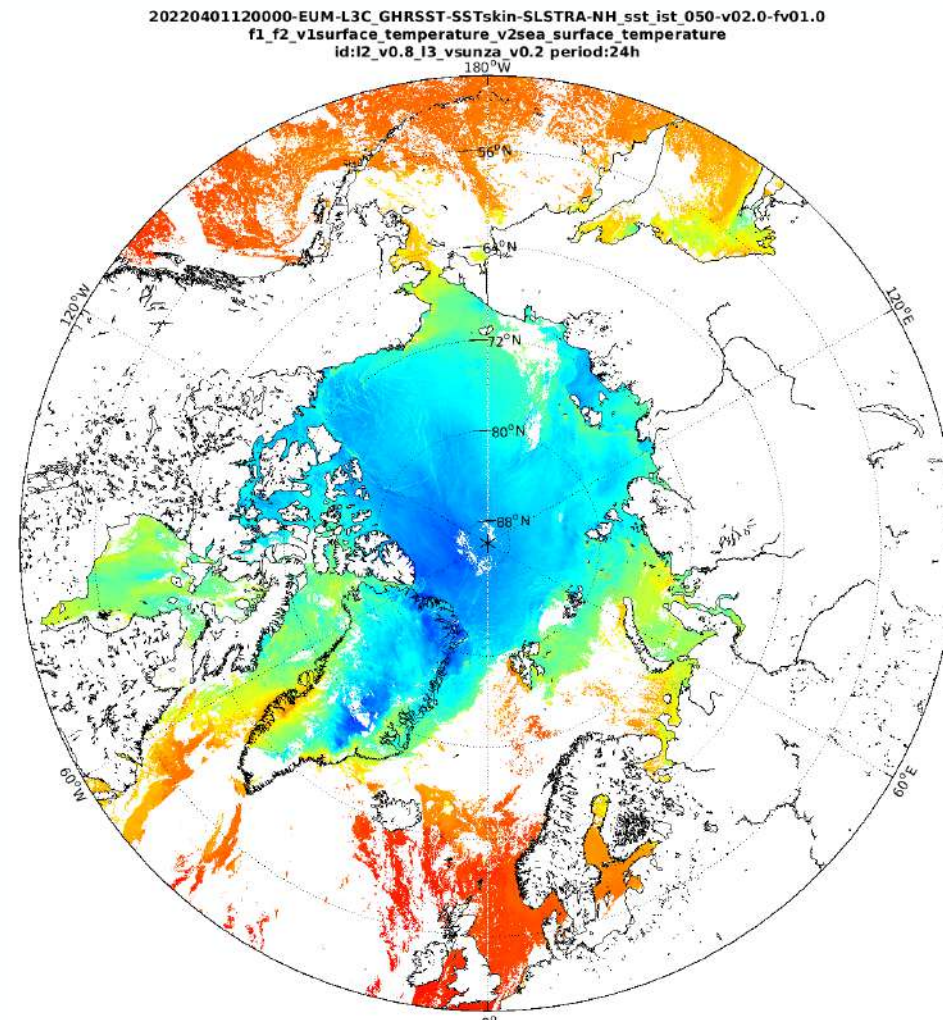 20220401120000-EUM-L3C_GHRSST-SSTskin-SLSTRA-NH_sst_ist_050-v02.0-fv01.0
f1_f2_v1surface_temperature_v2sea_surface_temperature
id:l2_v0.8_l3_vsunza_v0.2 period:24h
180°W
56°N
64°N
120°W
120°E
72°N
80°N
88°N
60°W
60°E